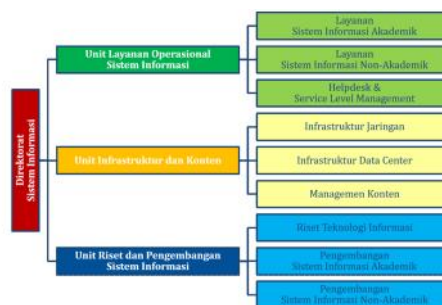 Direktorat
Sistem Informasi
Unit Layanan Operasional
Sistem Informasi
Layanan
Sistem Informasi Akademik
Layanan
Sistem Informasi Non-Akademik
Helpdesk &
Service Level Management
Unit Infrastruktur dan Konten
Infrastruktur Jaringan
Infrastruktur Data Center
Managemen Konten
Unit Riset dan Pengembangan
Sistem Informasi
Riset Teknologi Informasi
Pengembangan
Sistem Informasi Akademik
Pengembangan
Sistem Informasi Non-Akademik